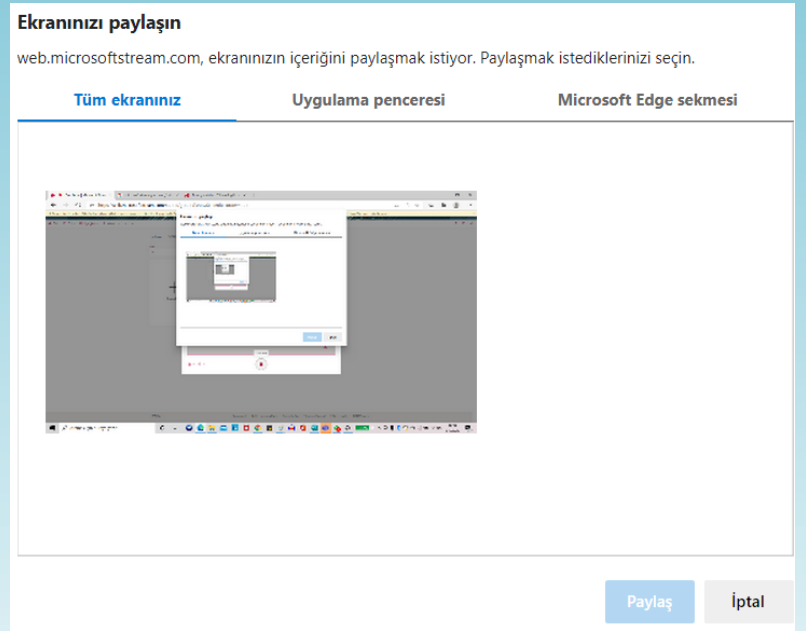 Ekranınızı paylaşın
web.microsoftstream.com, ekranınızın içeriğini paylaşmak istiyor. Paylaşmak istediklerinizi seçin.
Tüm ekranınız
Uygulama penceresi
Microsoft Edge sekmesi
Paylaş
İptal